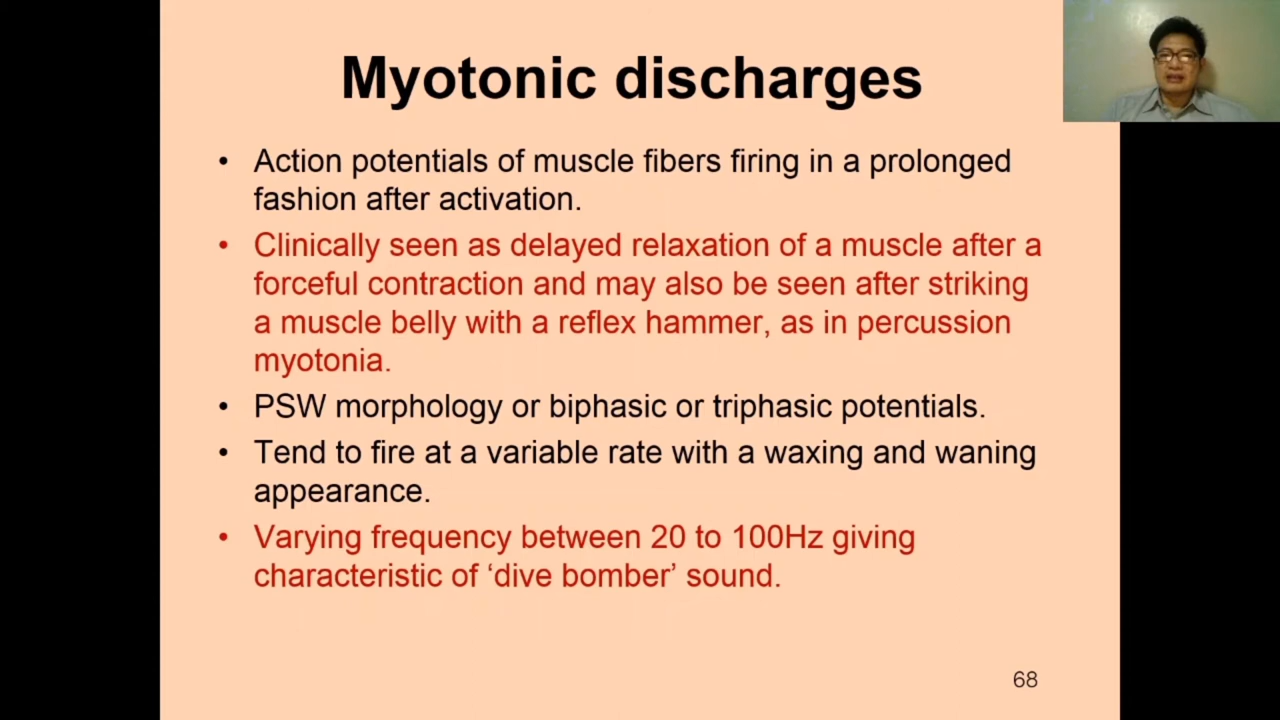 Myotonic discharges
• Action potentials of muscle fibers firing in a prolonged
fashion after activation.
• Clinically seen as delayed relaxation of a muscle after a
forceful contraction and may also be seen after striking
a muscle belly with a reflex hammer, as in percussion
myotonia.
• PSW morphology or biphasic or triphasic potentials.
• Tend to fire at a variable rate with a waxing and waning
appearance.
• Varying frequency between 20 to 100Hz giving
characteristic of ‘dive bomber’ sound.
68